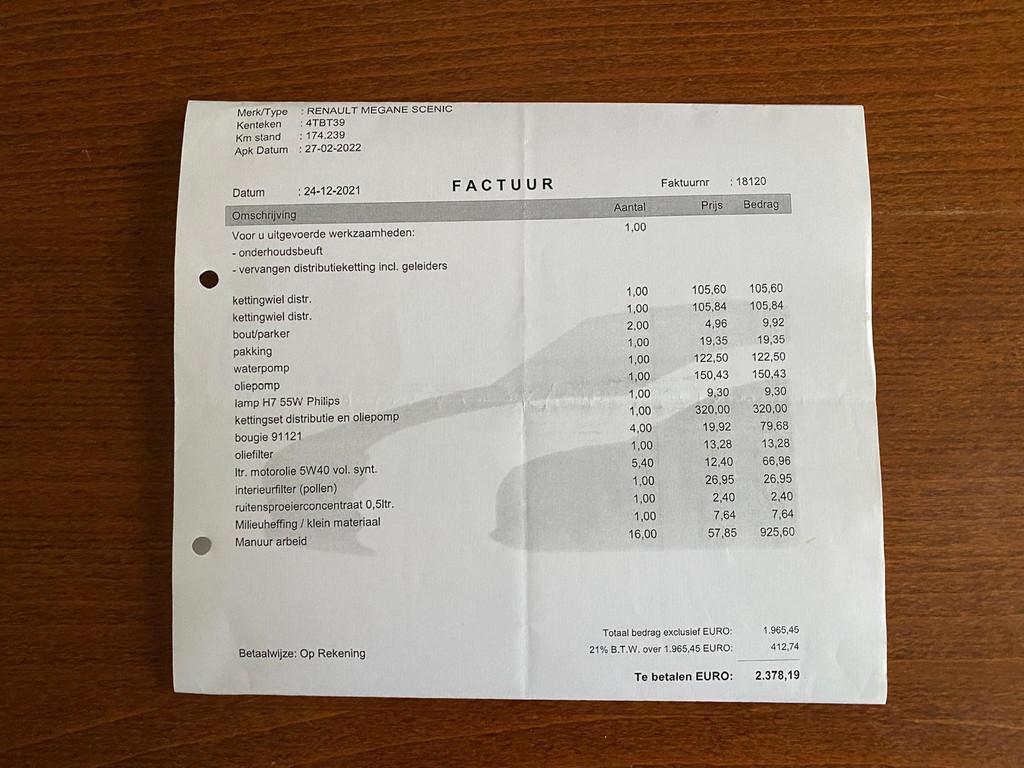 Merk/Type : RENAULT MEGANE SCENIC
Kenteken : 4TBT39
Km stand : 174.239
Apk Datum : 27-02-2022
Datum : 24-12-2021 FACTUUR Faktuurnr : 18120
Omschrijving Aantal Prijs Bedrag
Voor u uitgevoerde werkzaamheden: 1,00
- onderhoudsbeuft
- vervangen distributieketting incl. geleiders
kettingwiel distr. 1,00 105,60 105,60
kettingwiel distr. 1,00 105,84 105,84
bout/parker 2,00 4,96 9,92
pakking 1,00 19,35 19,35
waterpomp 1,00 122,50 122,50
oliepomp 1,00 150,43 150,43
lamp H7 55W Philips 1,00 9,30 9,30
kettingset distributie en oliepomp 1,00 320,00 320,00
bougie 91121 4,00 19,92 79,68
oliefilter 1,00 13,28 13,28
ltr. motorolie 5W40 vol. synt. 5,40 12,40 66,96
interieurfilter (pollen) 1,00 26,95 26,95
ruitensproeierconcentraat 0,5ltr. 1,00 2,40 2,40
Milieuheffing / klein materiaal 1,00 7,64 7,64
Manuur arbeid 16,00 57,85 925,60
Totaal bedrag exclusief EURO: 1.965,45
21% B.T.W. over 1.965,45 EURO: 412,74
Betaalwijze: Op Rekening
Te betalen EURO: 2.378,19